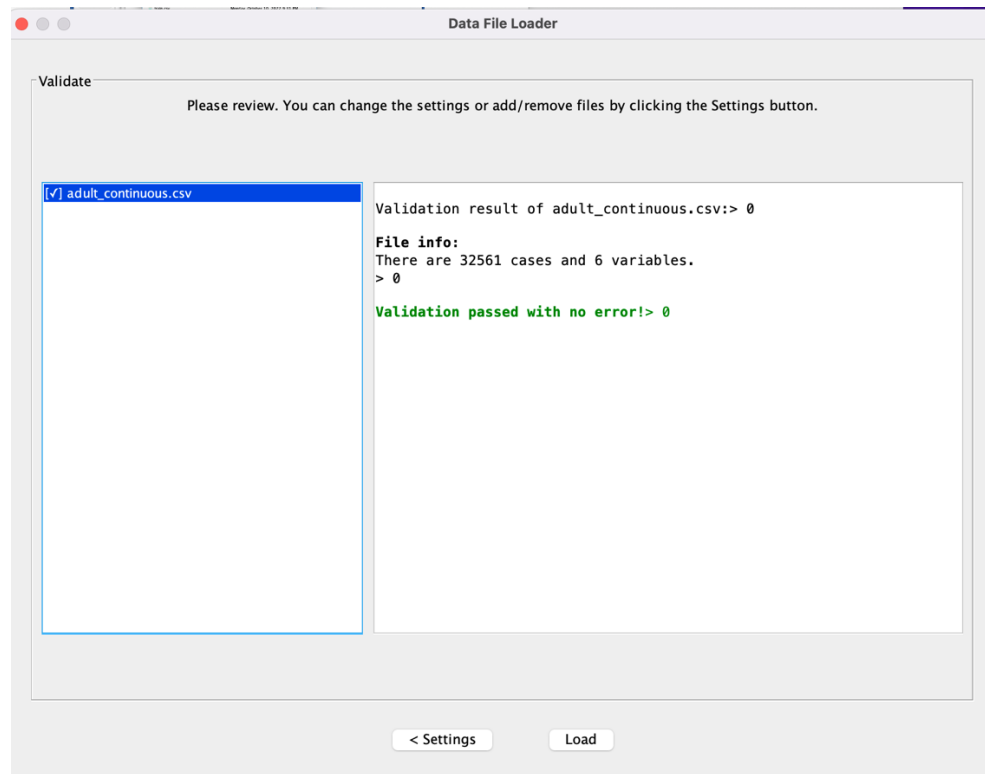 Data File Loader
Validate
Please review. You can change the settings or add/remove files by clicking the Settings button.
[✓] adult_continuous.csv
Validation result of adult_continuous.csv:> 0
File info:
There are 32561 cases and 6 variables.
> 0
Validation passed with no error!> 0
< Settings
Load